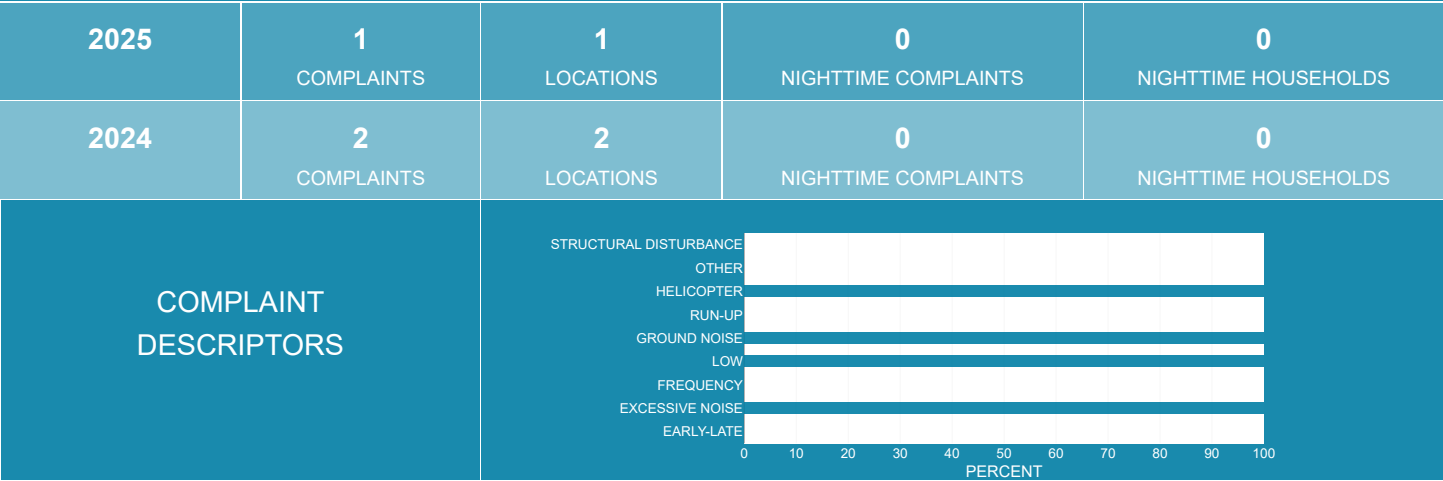 2025
1
COMPLAINTS
1
LOCATIONS
0
NIGHTTIME COMPLAINTS
0
NIGHTTIME HOUSEHOLDS
2024
2
COMPLAINTS
2
LOCATIONS
0
NIGHTTIME COMPLAINTS
0
NIGHTTIME HOUSEHOLDS
COMPLAINT
DESCRIPTORS
STRUCTURAL DISTURBANCE
OTHER
HELICOPTER
RUN-UP
GROUND NOISE
LOW
FREQUENCY
EXCESSIVE NOISE
EARLY-LATE
0 10 20 30 40 50 60 70 80 90 100
PERCENT